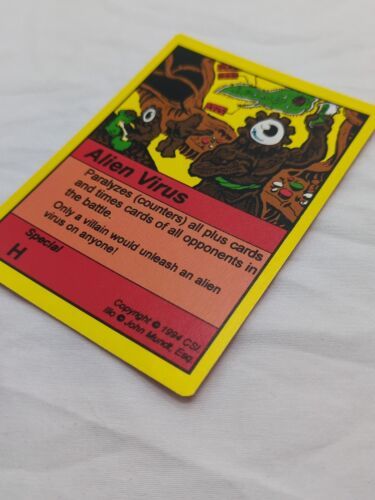 Alien Virus
Paralyzes (counters) all plus cards
and times cards of all opponents in
the battle.
Only a villain would unleash an alien
virus on anyone!
Special
H
Copyright © 1994 CSI.
Illo © John Mundt, Esq.